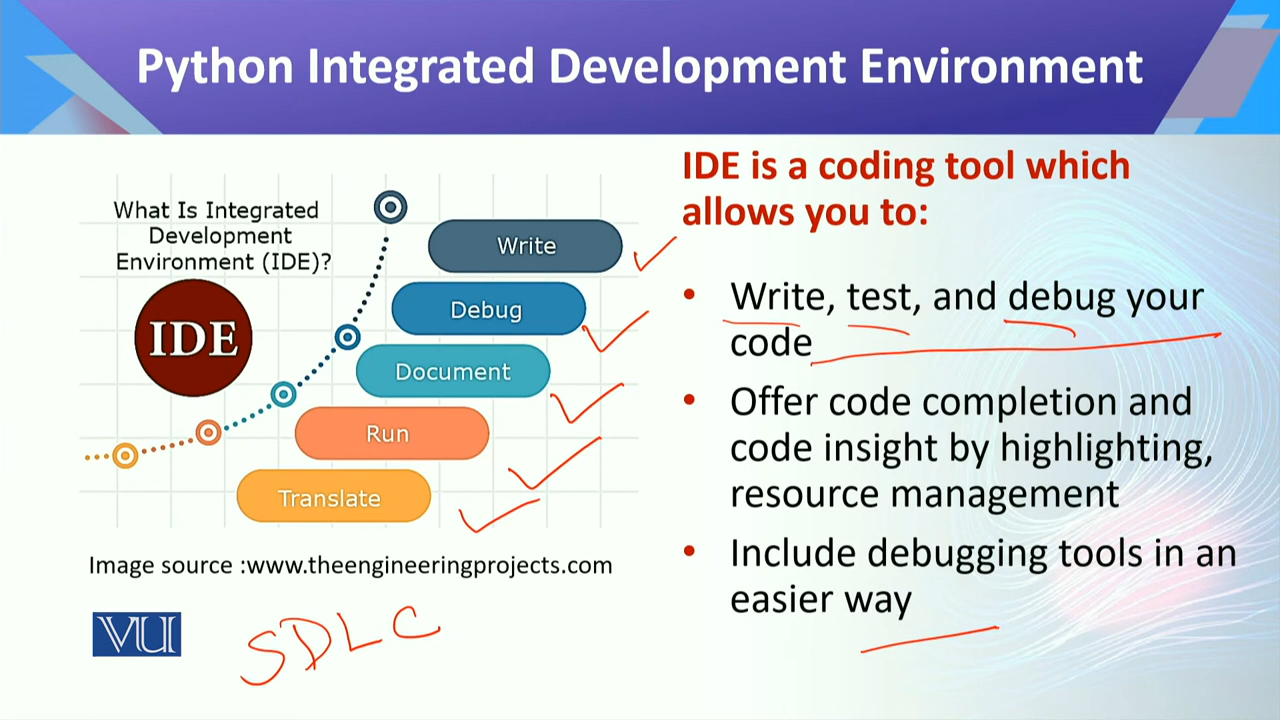 Python Integrated Development Environment
What Is Integrated
Development
Environment (IDE)?
IDE
Write
Debug
Document
Run
Translate
Image source :www.theengineeringprojects.com
VU
SDLC
IDE is a coding tool which
allows you to:
• Write, test, and debug your
code
• Offer code completion and
code insight by highlighting,
resource management
• Include debugging tools in an
easier way